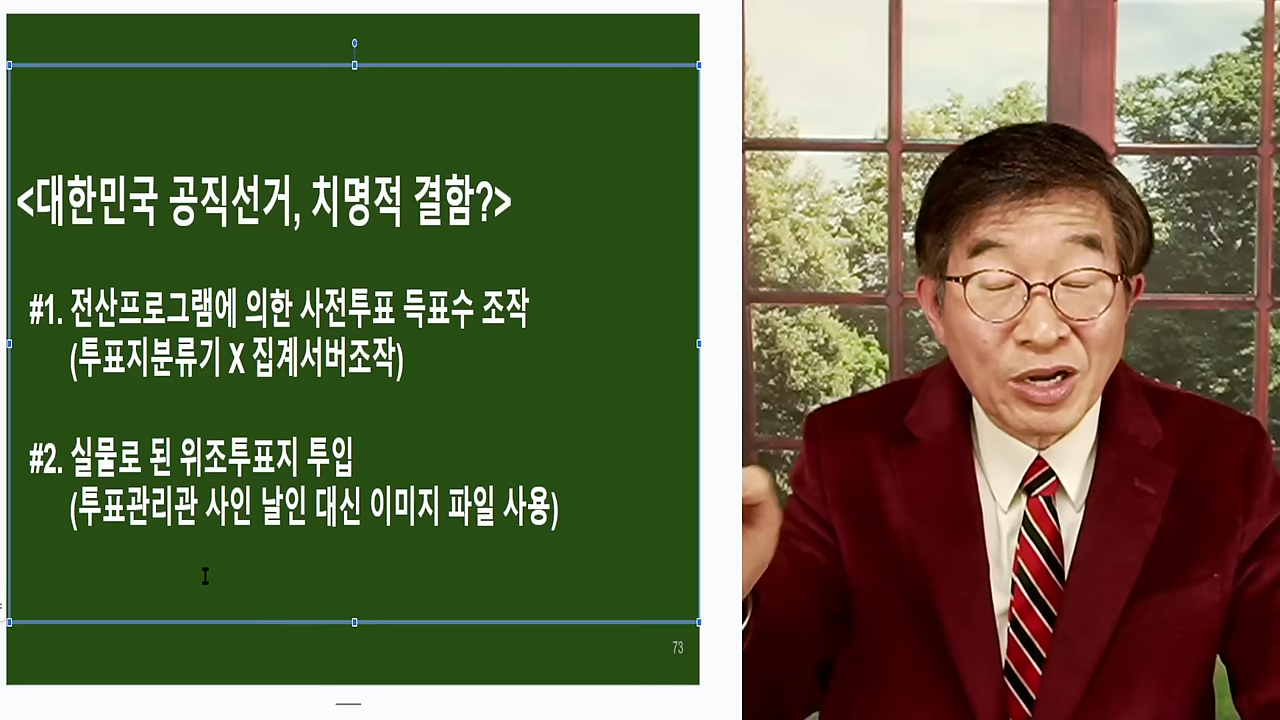 <대한민국 공직선거, 치명적 결함?>
#1. 전산프로그램에 의한 사전투표 득표수 조작
(투표지분류기 X 집계서버조작)
#2. 실물로 된 위조투표지 투입
(투표관리관 사인 날인 대신 이미지 파일 사용)
73